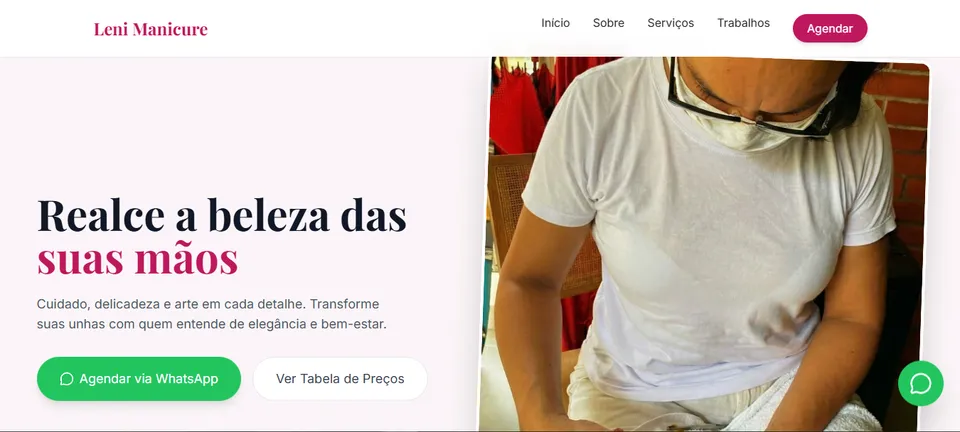 Leni Manicure
Início
Sobre
Serviços
Trabalhos
Agendar
Realce a beleza das
suas mãos
Cuidado, delicadeza e arte em cada detalhe. Transforme
suas unhas com quem entende de elegância e bem-estar.
Agendar via WhatsApp
Ver Tabela de Preços